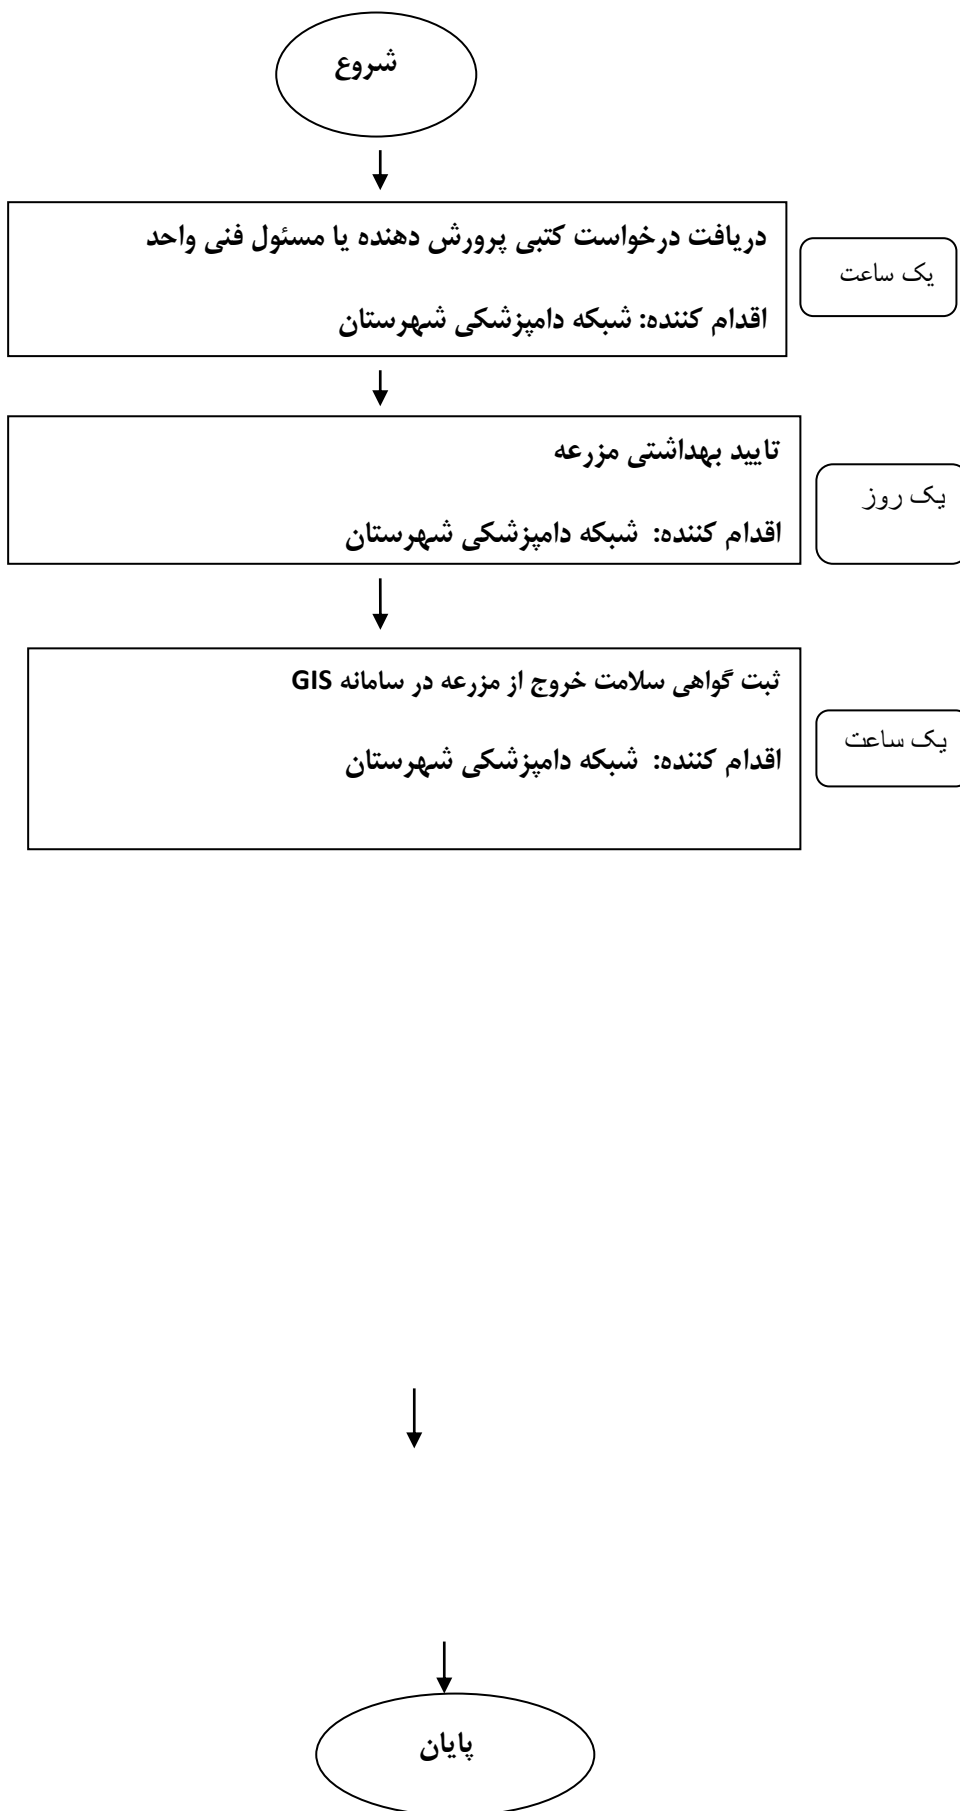 شروع
دریافت درخواست کتبی پرورش دهنده یا مسئول فنی واحد
اقدام کننده: شبکه دامپزشکی شهرستان
یک ساعت
تایید بهداشتی مزرعه
اقدام کننده: شبکه دامپزشکی شهرستان
یک روز
ثبت گواهی سلامت خروج از مزرعه در سامانه GIS
اقدام کننده: شبکه دامپزشکی شهرستان
یک ساعت
پایان